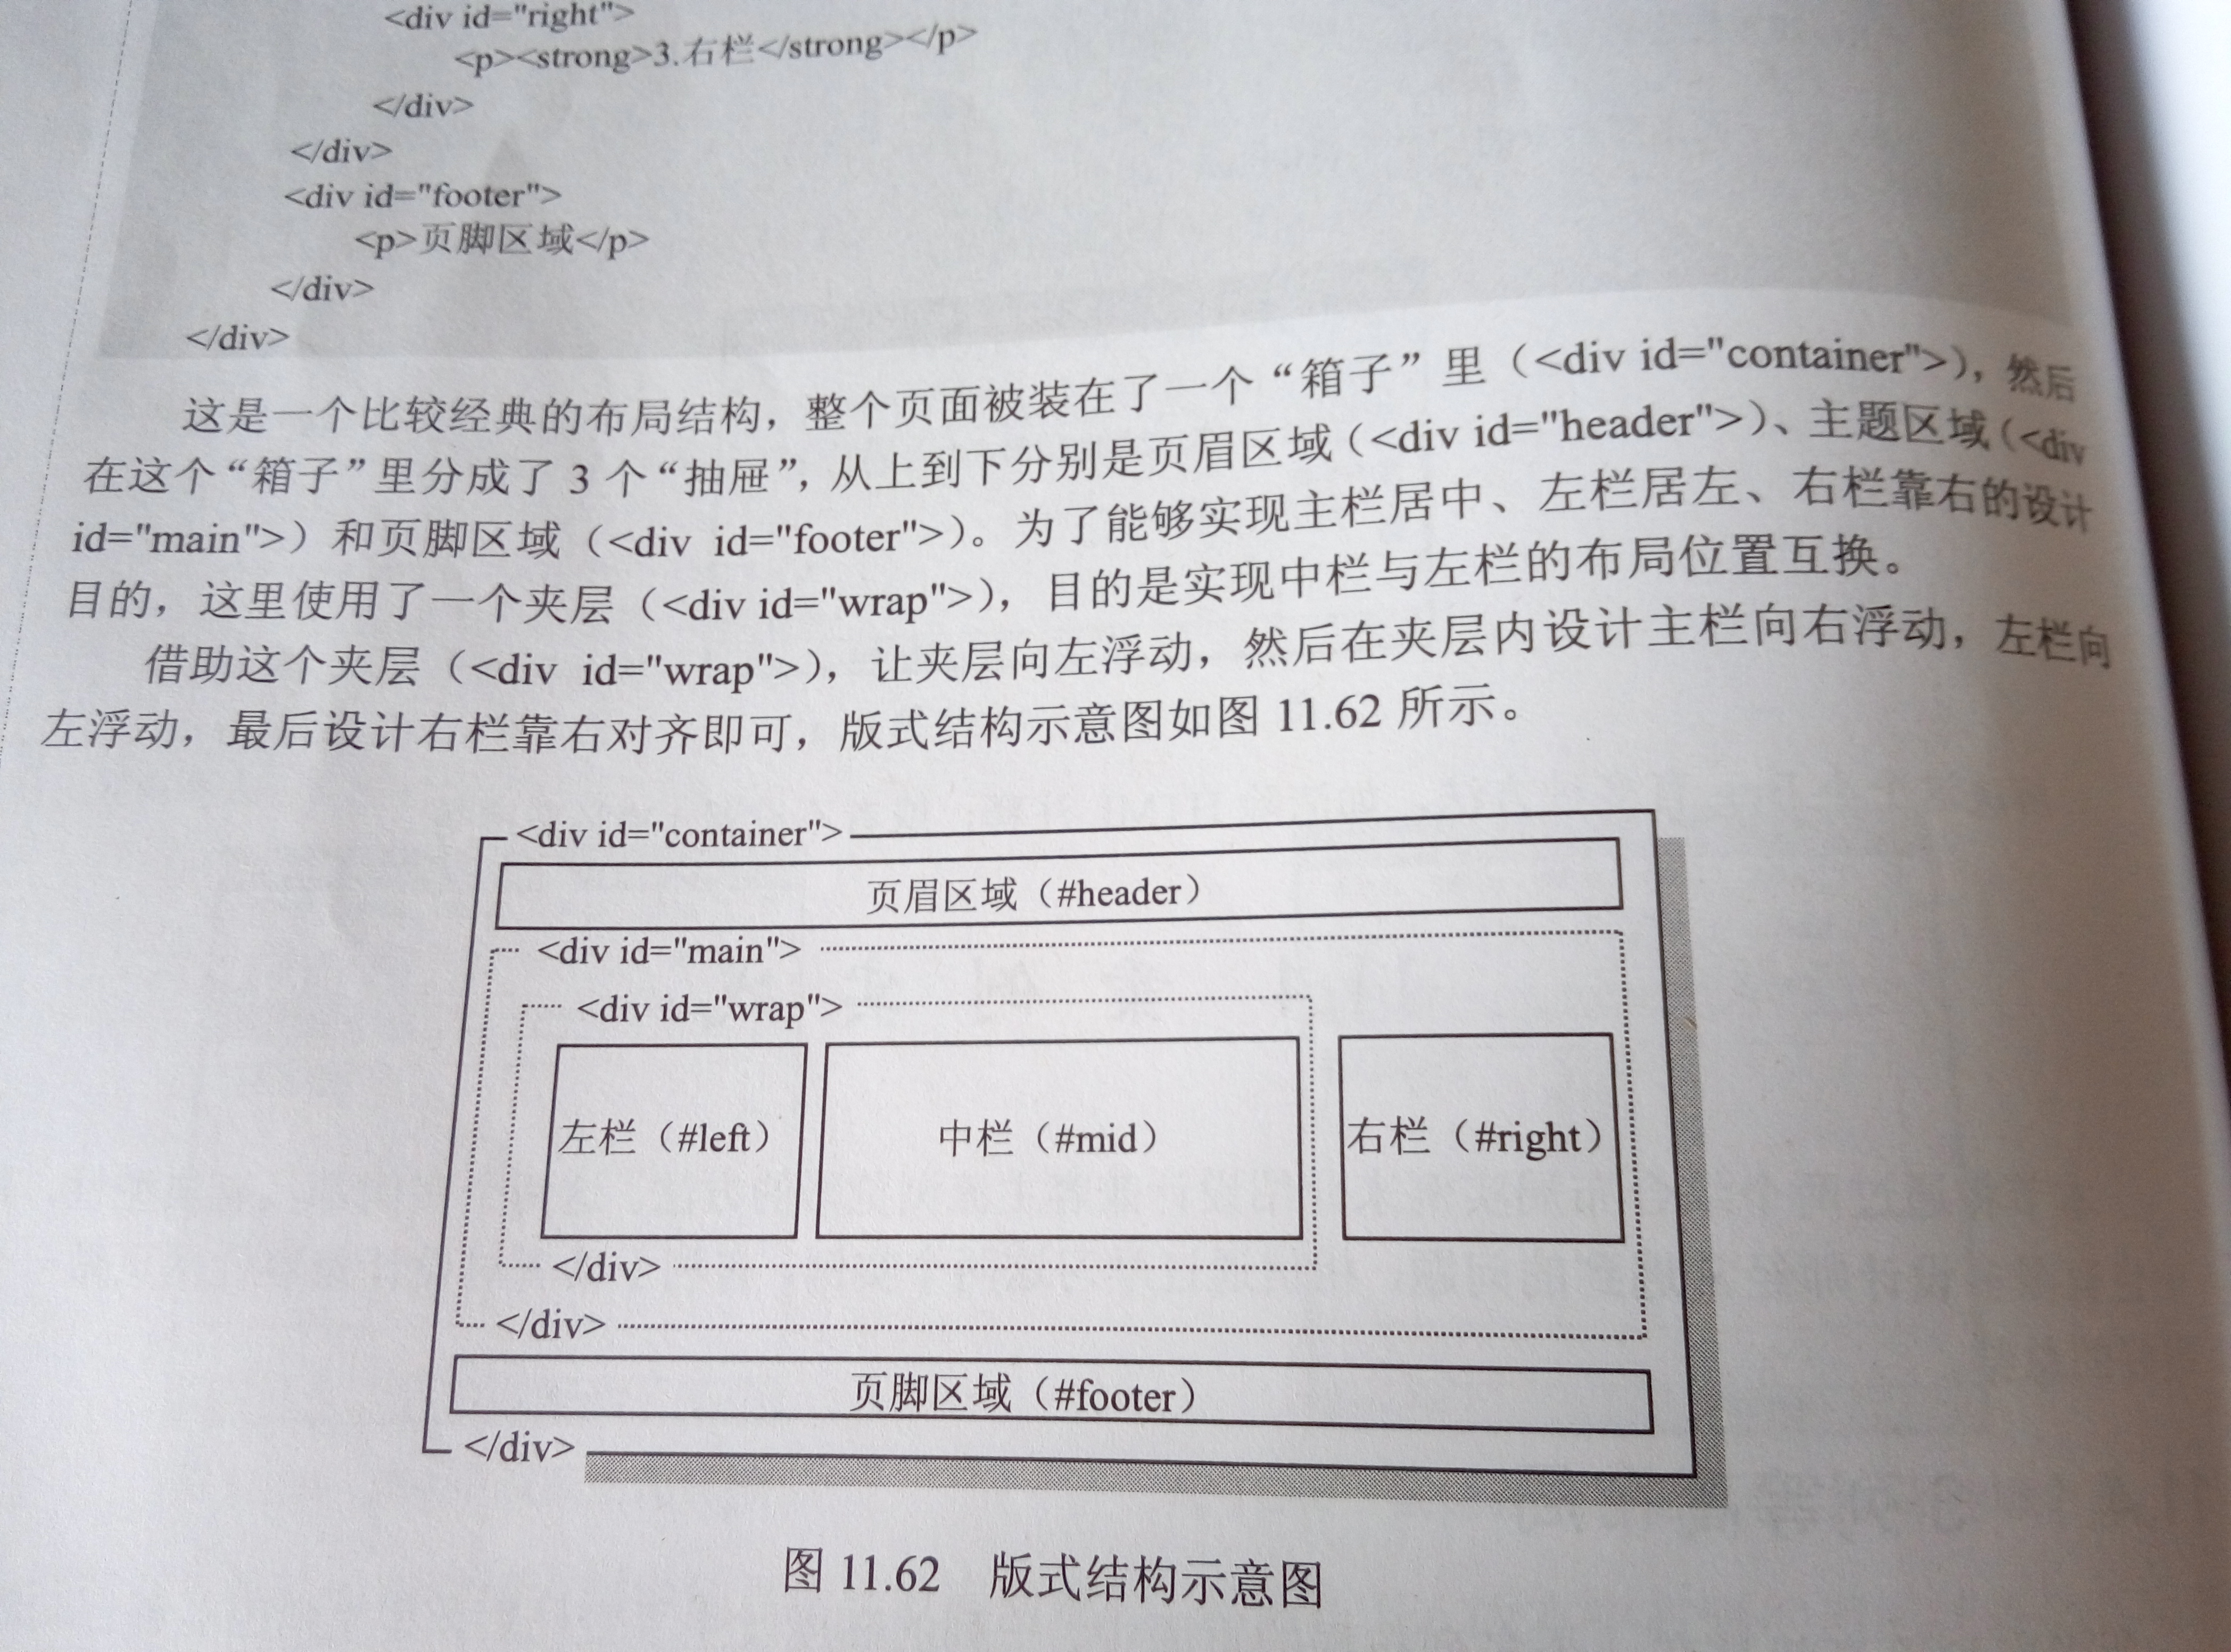 <div id="right">
<p><strong>3.右栏</strong></p>
</div>
</div>
<div id="footer">
<p>页脚区域</p>
</div>
</div>
这是一个比较经典的布局结构，整个页面被装在了一个“箱子”里（<div id="container">），然后
在这个“箱子”里分成了 3 个“抽屉”，从上到下分别是页眉区域（<div id="header">）、主题区域（<div
id="main">）和页脚区域（<div id="footer">）。为了能够实现主栏居中、左栏居左、右栏靠右的设计
目的，这里使用了一个夹层（<div id="wrap">），目的是实现中栏与左栏的布局位置互换。
借助这个夹层（<div id="wrap">），让夹层向左浮动，然后在夹层内设计主栏向右浮动，左栏向
左浮动，最后设计右栏靠右对齐即可，版式结构示意图如图 11.62 所示。
<div id="container">
页眉区域（#header）
<div id="main">
<div id="wrap">
左栏（#left） 中栏（#mid） 右栏（#right）
</div>
</div>
页脚区域（#footer）
</div>
图 11.62 版式结构示意图